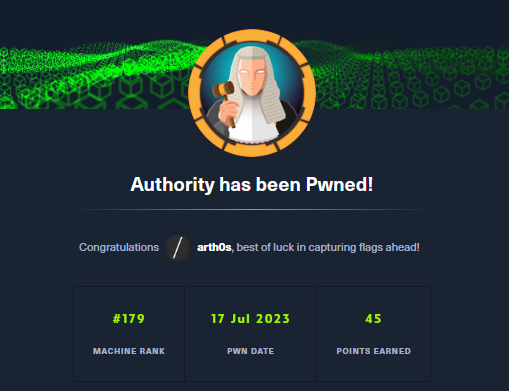 Authority has been Pwned!
Congratulations arth0s, best of luck in capturing flags ahead!
#179 17 Jul 2023 45
MACHINE RANK PWN DATE POINTS EARNED